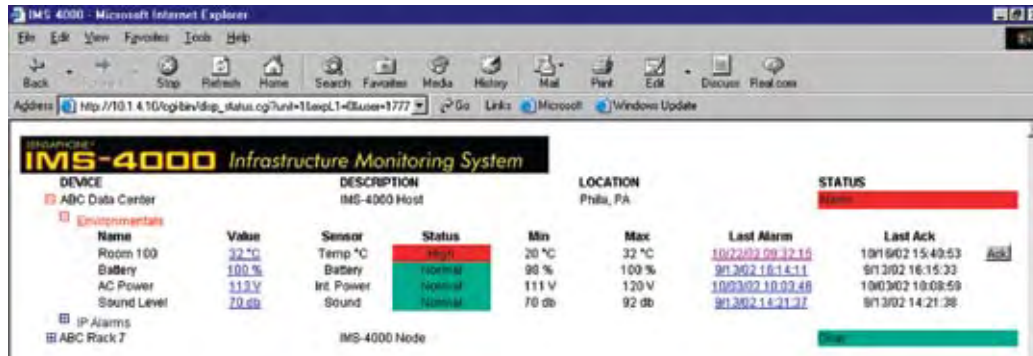 IMS 4000 - Microsoft Internet Explorer
File Edit View Favorites Tools Help
Back Stop Refresh Home Search Favorites Media History Mail Print Edit Discuss Real.com
Address http://10.1.4.10/cgi-bin/disp_status.cgi?unit=1&expL1=0&user=1777 Go Links Microsoft Windows Update
SENSAPHONE®
IMS-4000 Infrastructure Monitoring System
DEVICE DESCRIPTION LOCATION STATUS
ABC Data Center IMS-4000 Host Phila, PA Alarm
Environmentals
Name Value Sensor Status Min Max Last Alarm Last Ack
Room 100 32 °C Temp °C High 20 °C 32 °C 10/22/02 09:32:15 10/16/02 15:40:53 Ack
Battery 100 % Battery Normal 98 % 100 % 9/13/02 16:14:11 9/13/02 16:15:33
AC Power 113 V Int. Power Normal 111 V 120 V 10/03/02 10:03:48 10/03/02 10:08:59
Sound Level 70 db Sound Normal 70 db 92 db 9/13/02 14:21:37 9/13/02 14:21:38
IP Alarms
ABC Rack 7 IMS-4000 Node Okay